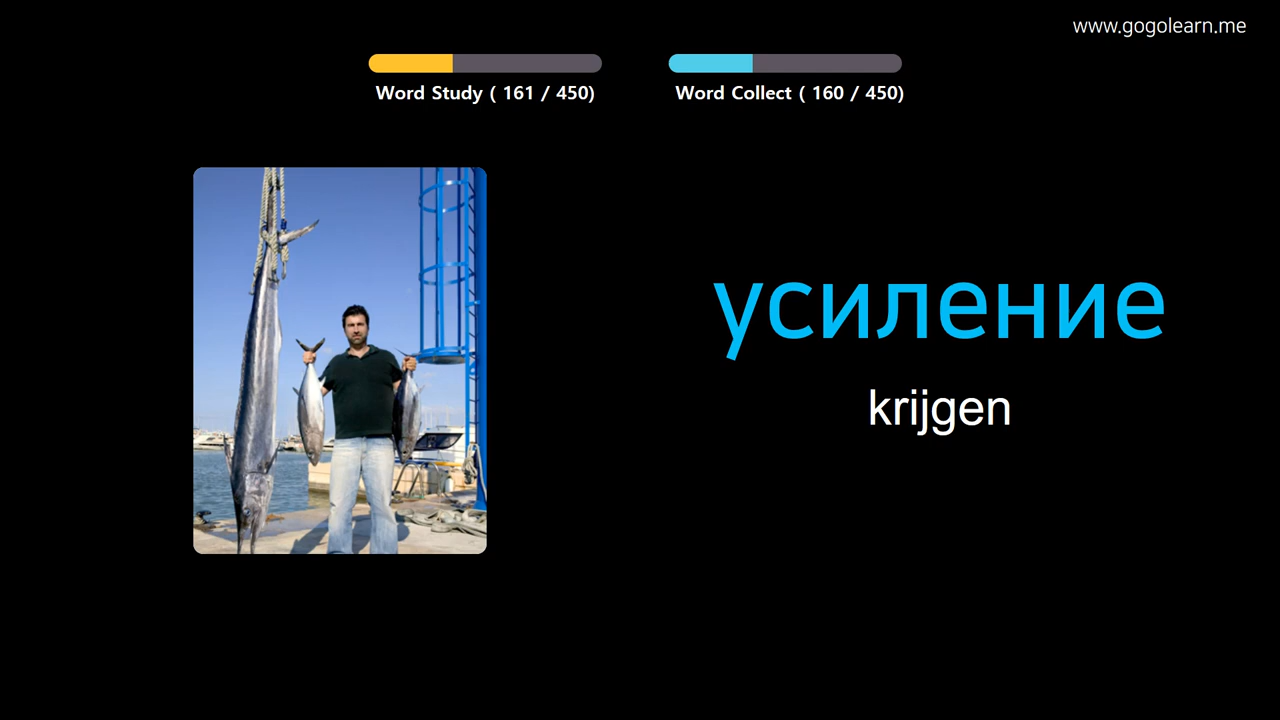 www.gogolearn.me
Word Study ( 161 / 450)
Word Collect ( 160 / 450)
усиление
krijgen